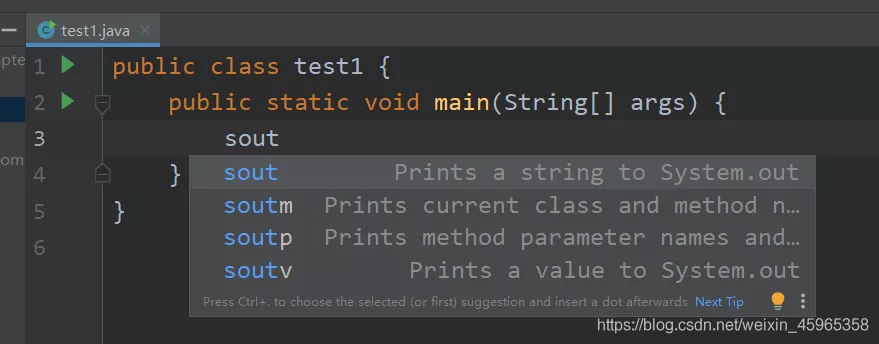 test1.java
pte
1 public class test1 {
2 public static void main(String[] args) {
3 sout
om
sout Prints a string to System.out
4 }
soutm Prints current class and method n…
5 }
soutp Prints method parameter names and…
6
soutv Prints a value to System.out
Press Ctrl+. to choose the selected (or first) suggestion and insert a dot afterwards Next Tip
https://blog.csdn.net/weixin_45965358